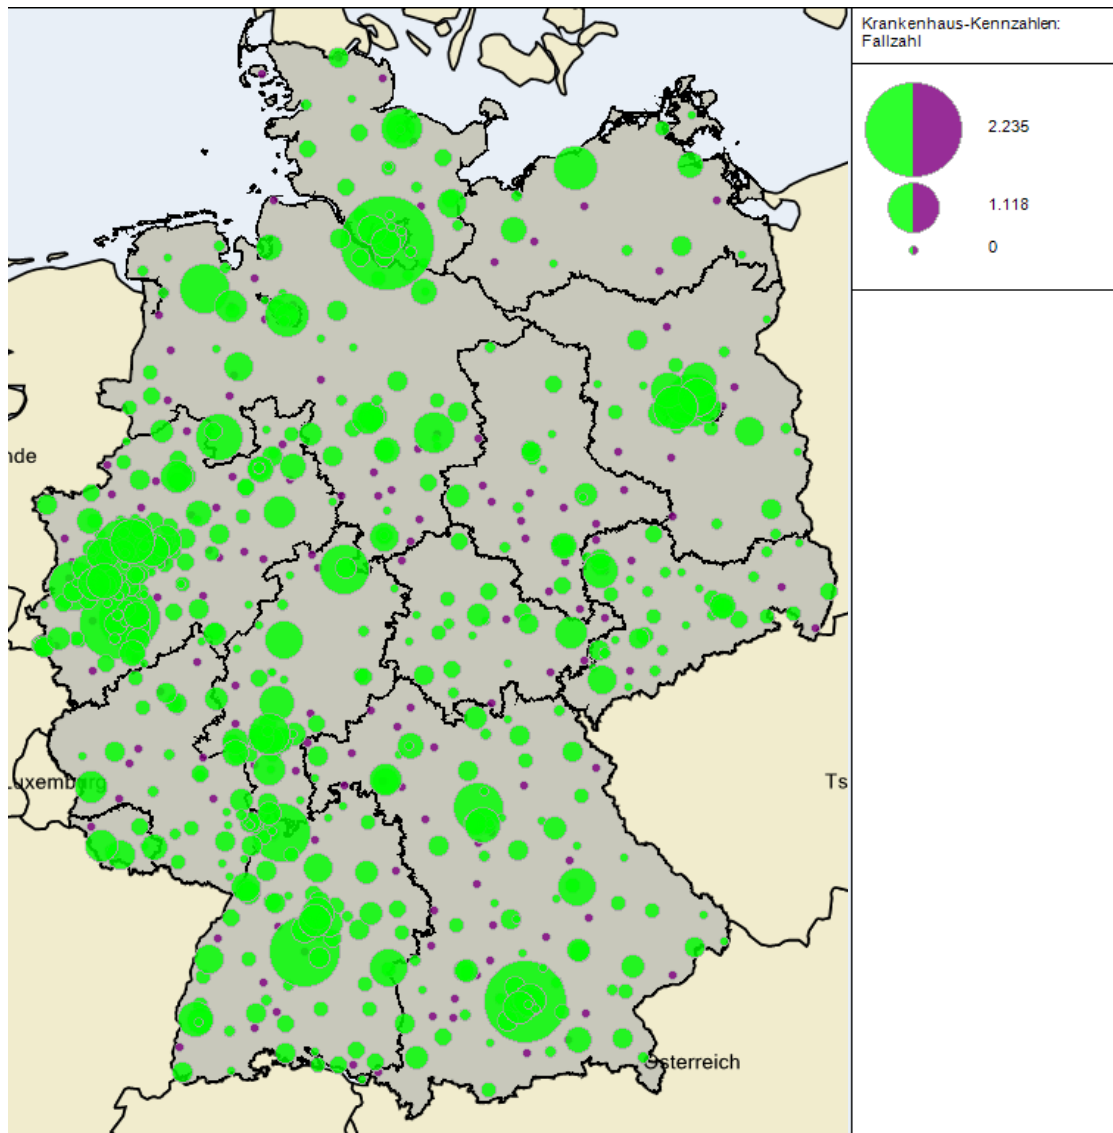 Krankenhaus-Kennzahlen:
Fallzahl
2.235
1.118
0
nde
Luxemburg
Ts
Österreich